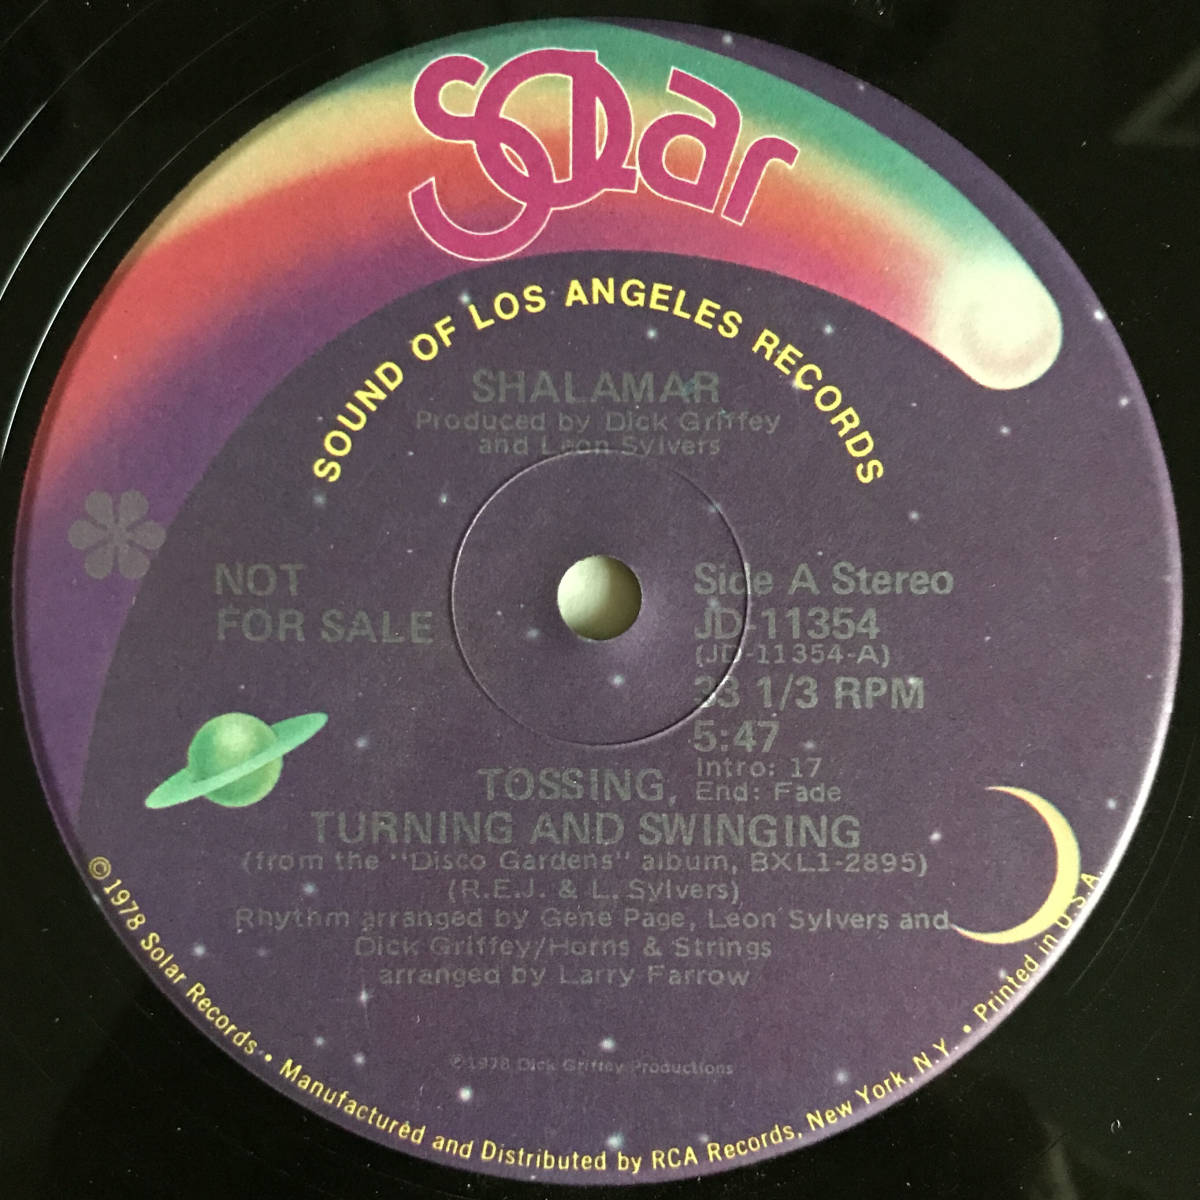 Solar
SOUND OF LOS ANGELES RECORDS
SHALAMAR
Produced by Dick Griffey
and Leon Sylvers
NOT
FOR SALE
Side A Stereo
JD-11354
(JD-11354-A)
33 1/3 RPM
5:47
Intro: 17
End: Fade
TOSSING,
TURNING AND SWINGING
(from the "Disco Gardens" album, BXL1-2895)
(R.E.J. & L. Sylvers)
Rhythm arranged by Gene Page, Leon Sylvers and
Dick Griffey/Horns & Strings
arranged by Larry Farrow
℗1978 Dick Griffey Productions
©1978 Solar Records • Manufactured and Distributed by RCA Records, New York, N.Y. • Printed in U.S.A.